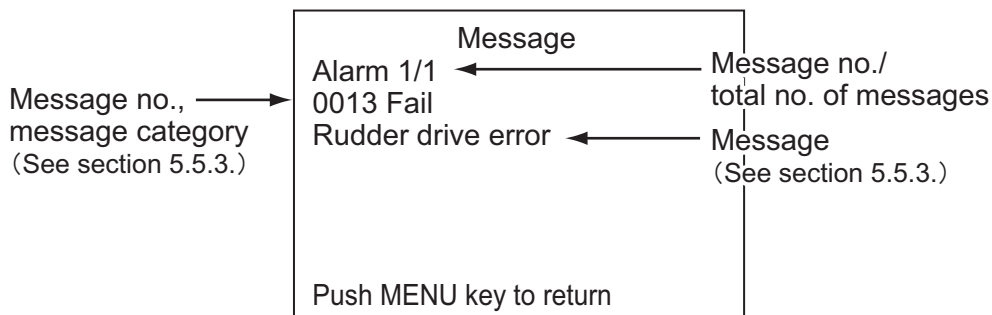 Message
Alarm 1/1
0013 Fail
Rudder drive error
Push MENU key to return
Message no.,
message category
(See section 5.5.3.)
Message no./
total no. of messages
Message
(See section 5.5.3.)